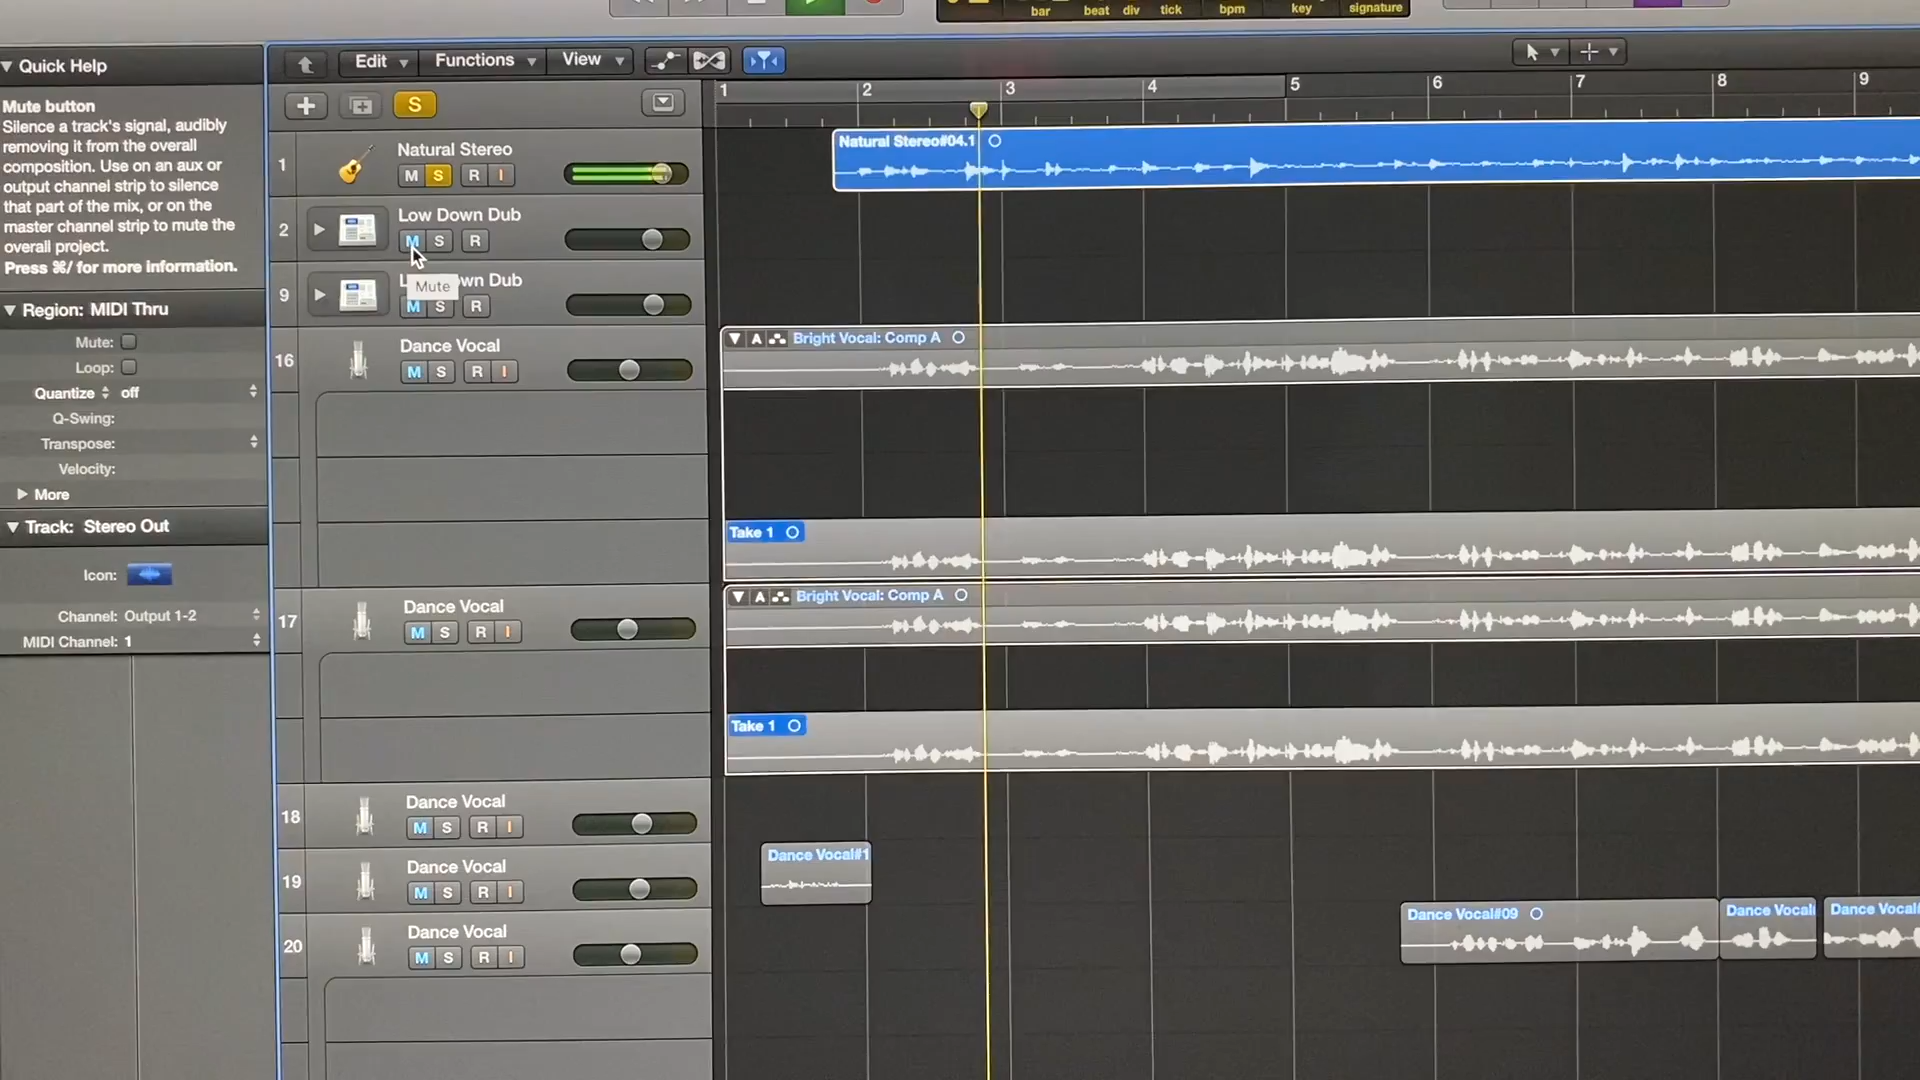 bar beat div tick bpm key signature
Quick Help
Edit Functions View
Mute button
Silence a track's signal, audibly
removing it from the overall
composition. Use on an aux or
output channel strip to silence
that part of the mix, or on the
master channel strip to mute the
overall project.
Press ⌘/ for more information.
Region: MIDI Thru
Mute:
Loop:
Quantize off
Q-Swing:
Transpose:
Velocity:
More
Track: Stereo Out
Icon:
Channel: Output 1-2
MIDI Channel: 1
S
1 2 3 4 5 6 7 8 9
1 Natural Stereo
M S R I
Natural Stereo#04.1
2 Low Down Dub
M S R
Mute
9 wn Dub
M S R
16 Dance Vocal
M S R I
A Bright Vocal: Comp A
Take 1
17 Dance Vocal
M S R I
A Bright Vocal: Comp A
Take 1
18 Dance Vocal
M S R I
19 Dance Vocal
M S R I
Dance Vocal#1
20 Dance Vocal
M S R I
Dance Vocal#09
Dance Vocal
Dance Vocal